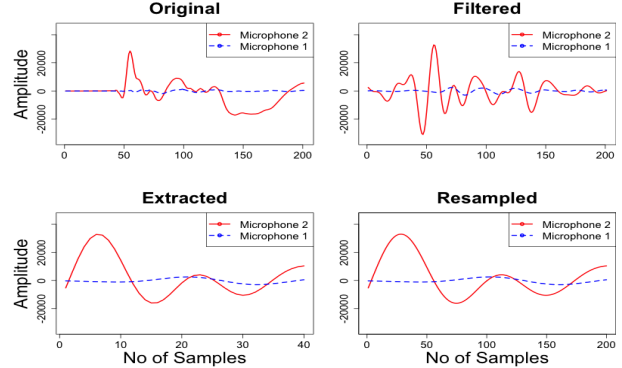 Original
Filtered
Microphone 2
Microphone 1
Microphone 2
Microphone 1
Amplitude
-20000 0 20000
-20000 0 20000
0 50 100 150 200
0 50 100 150 200
Extracted
Resampled
Microphone 2
Microphone 1
Microphone 2
Microphone 1
Amplitude
-20000 0 20000
-20000 0 20000
0 10 20 30 40
0 50 100 150 200
No of Samples
No of Samples